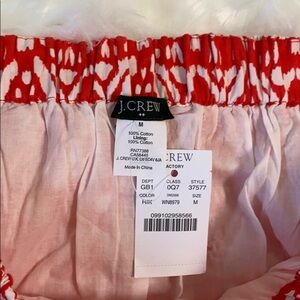 J.CREW
M
100% Cotton
Lining:
100% Cotton
Made in China
CREW
FACTORY
DEPT CLASS STYLE
GB1 0Q7 37577
COLOR SIZE
WN8979 M
099102958566